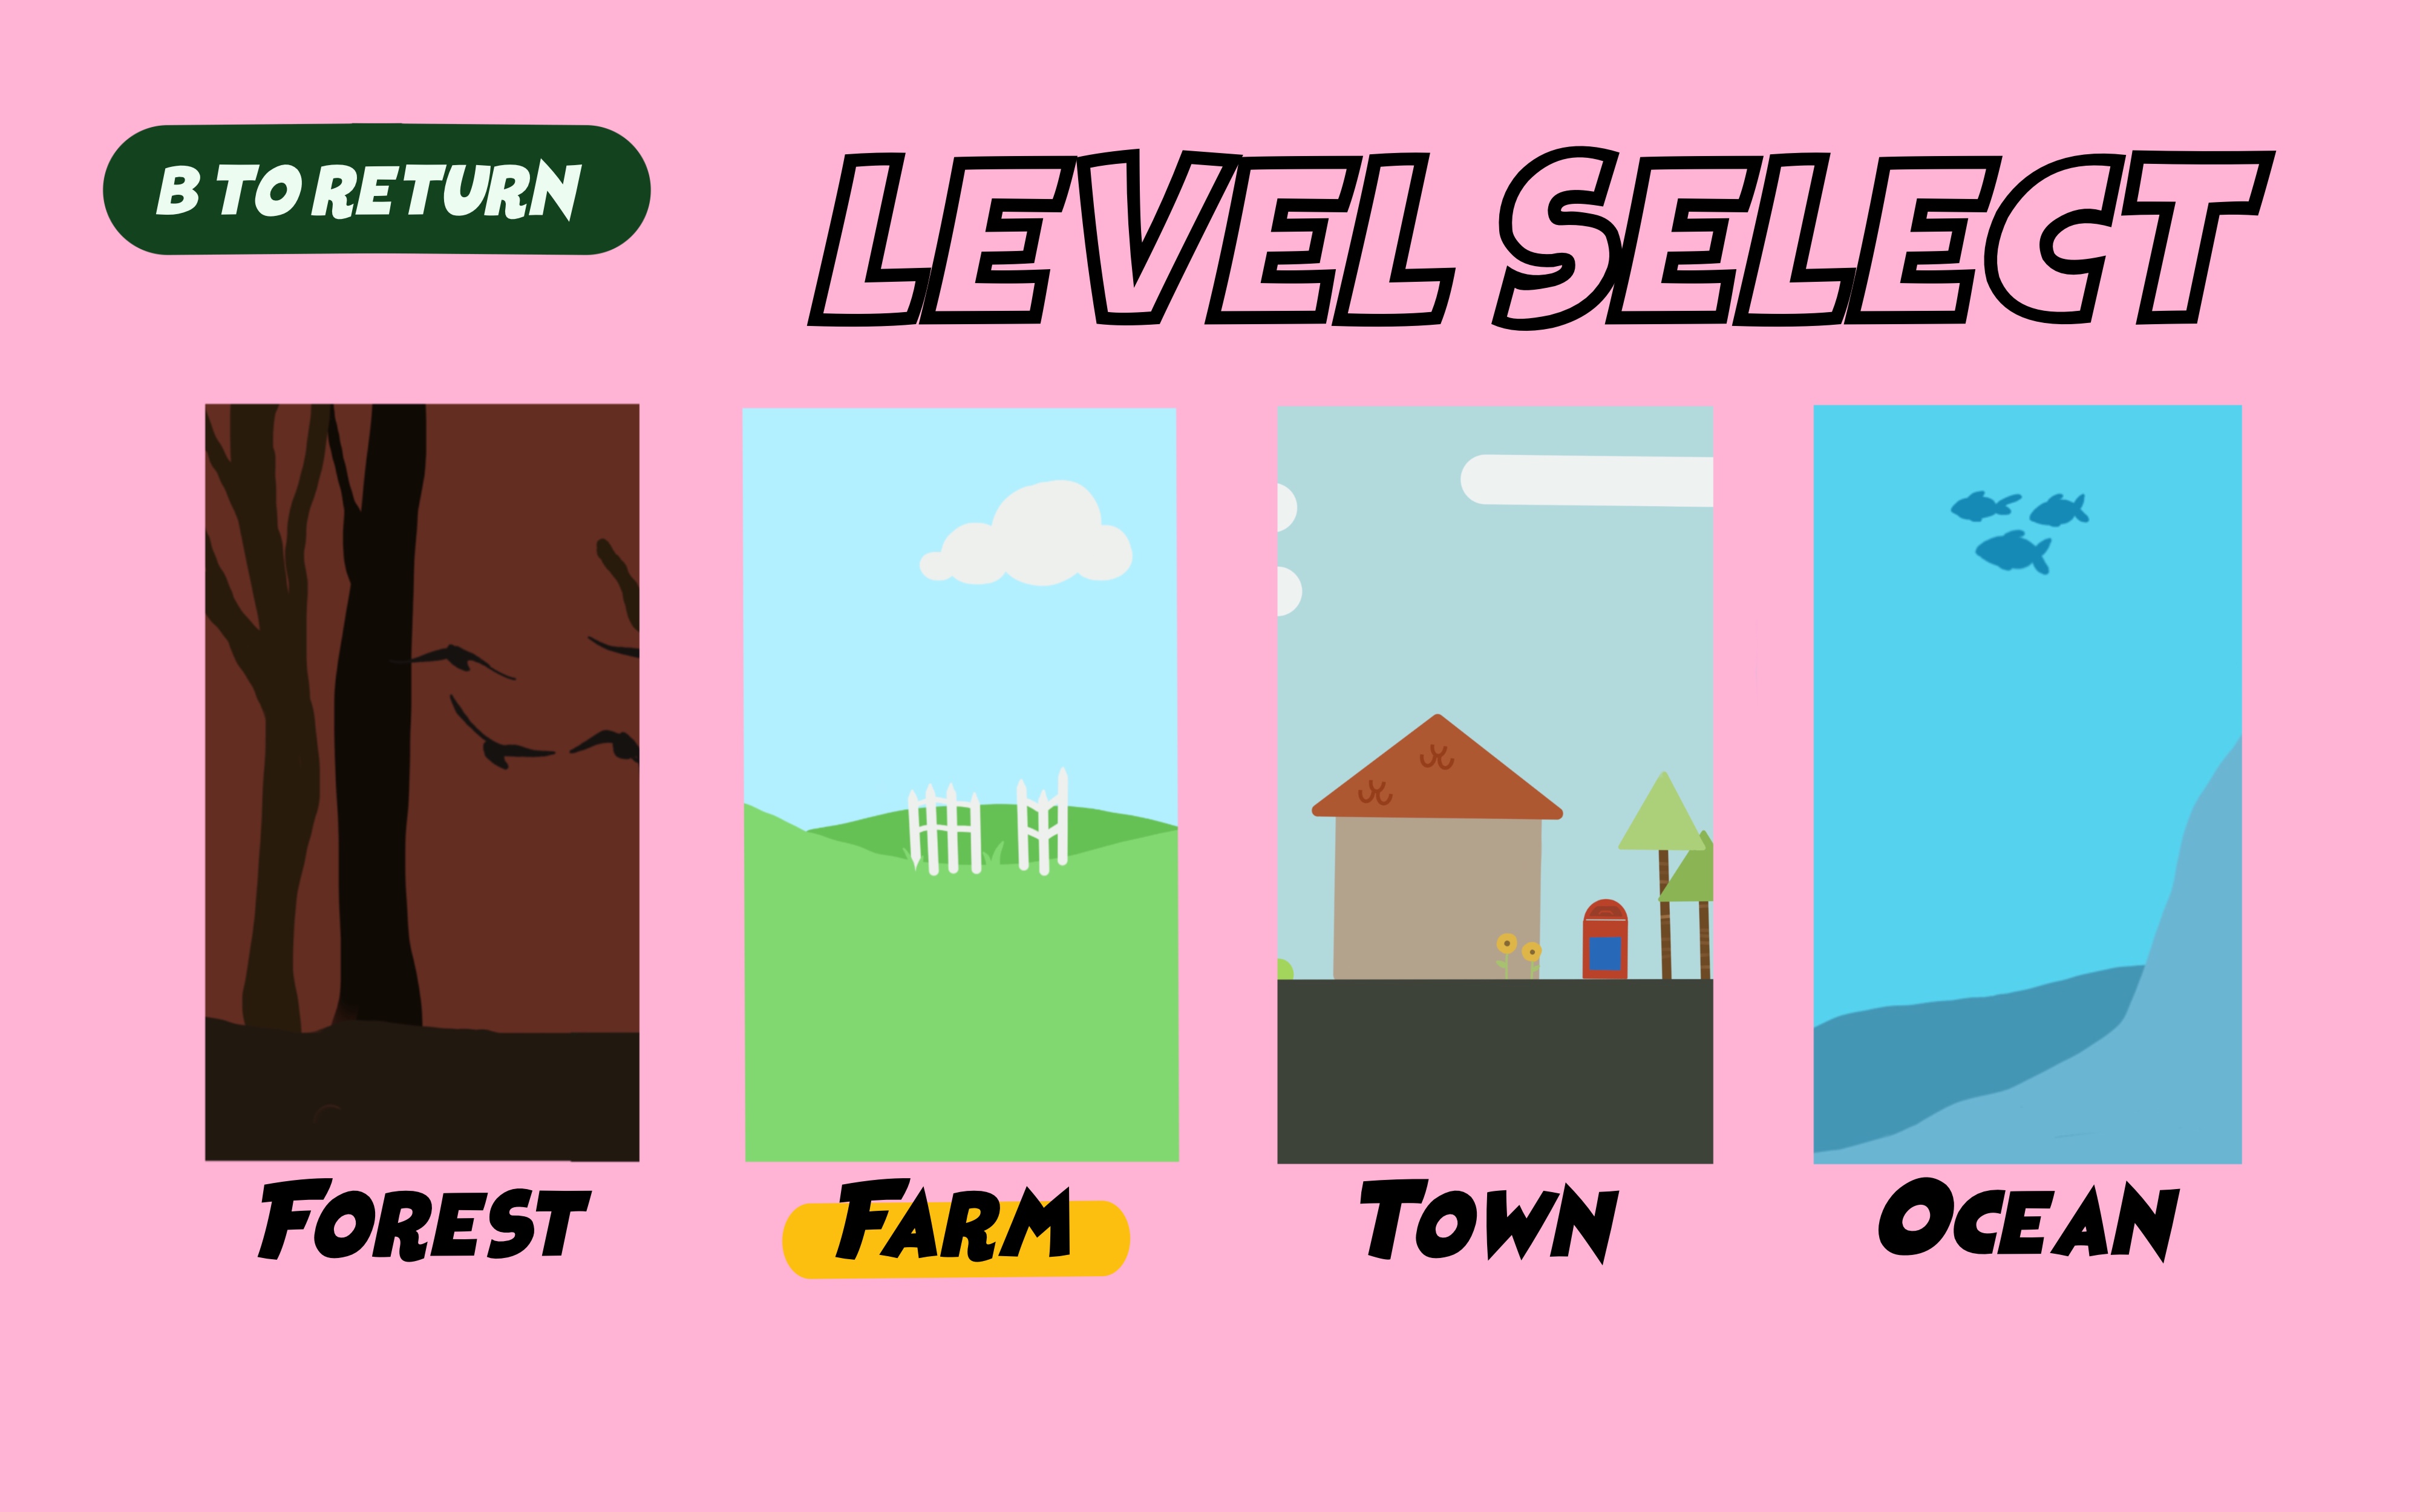 B TO RETURN
LEVEL SELECT
FOREST
FARM
TOWN
OCEAN